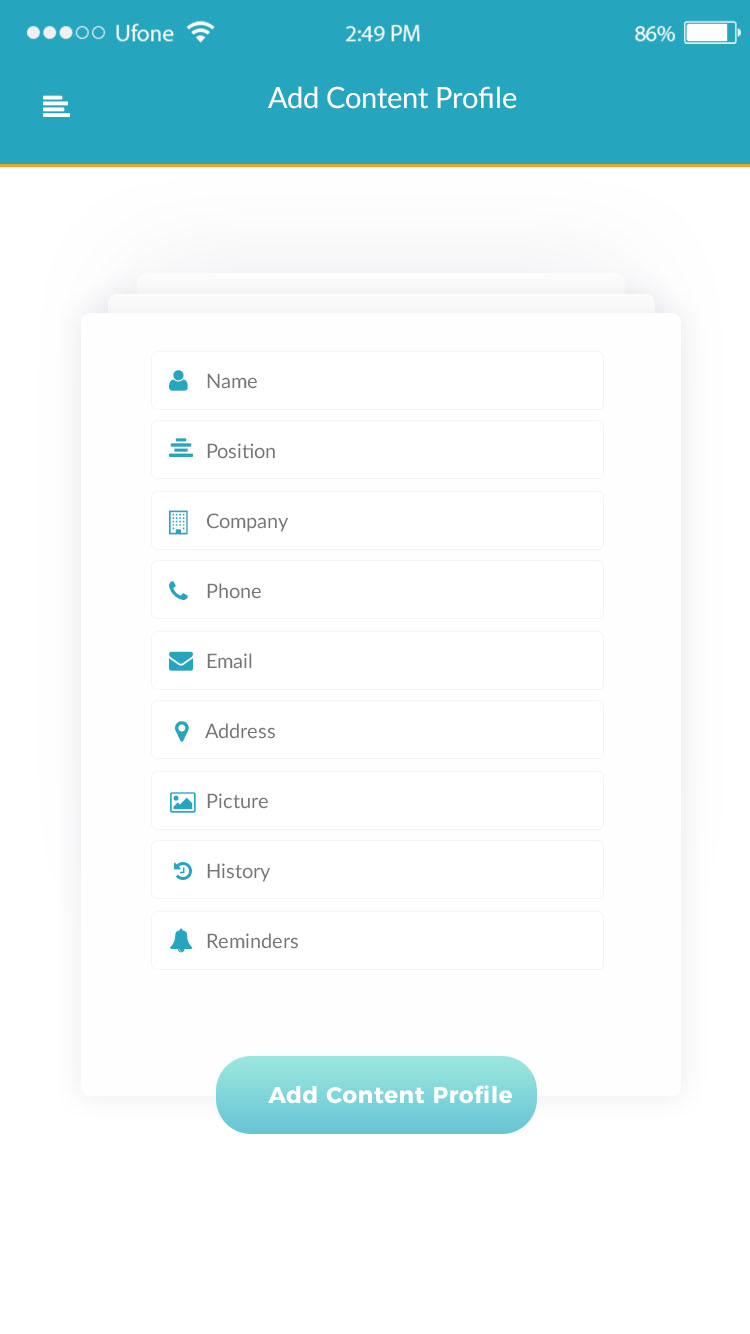 Ufone 2:49 PM 86%
Add Content Profile
Name
Position
Company
Phone
Email
Address
Picture
History
Reminders
Add Content Profile